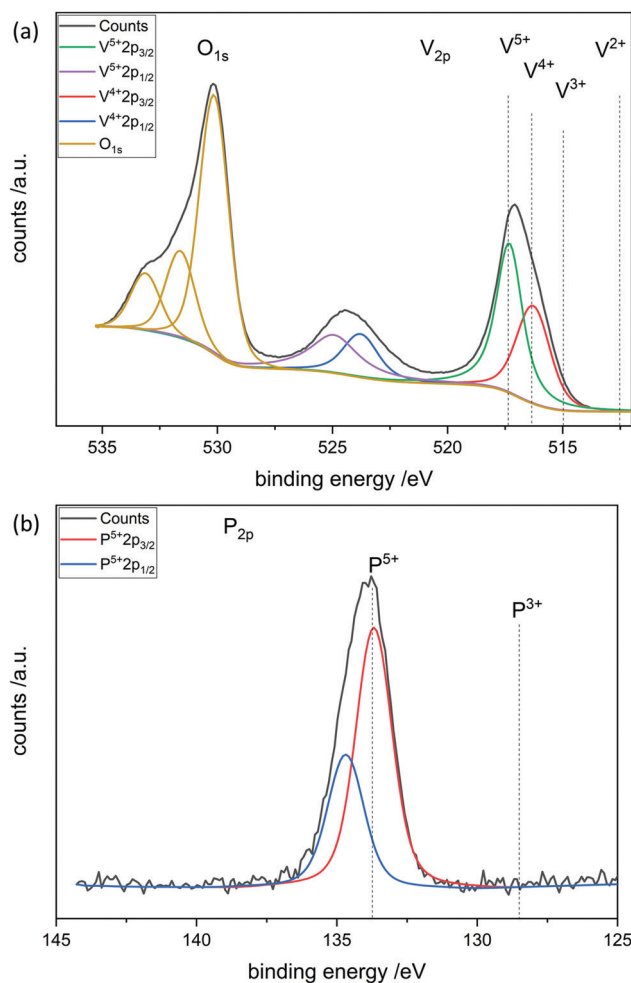 (a)
Counts
V⁵⁺2p₃/₂
V⁵⁺2p₁/₂
V⁴⁺2p₃/₂
V⁴⁺2p₁/₂
O₁ₛ
O₁ₛ
V₂ₚ
V⁵⁺
V⁴⁺
V³⁺
V²⁺
counts /a.u.
535 530 525 520 515
binding energy /eV
(b)
Counts
P⁵⁺2p₃/₂
P⁵⁺2p₁/₂
P₂ₚ
P⁵⁺
P³⁺
counts /a.u.
145 140 135 130 125
binding energy /eV